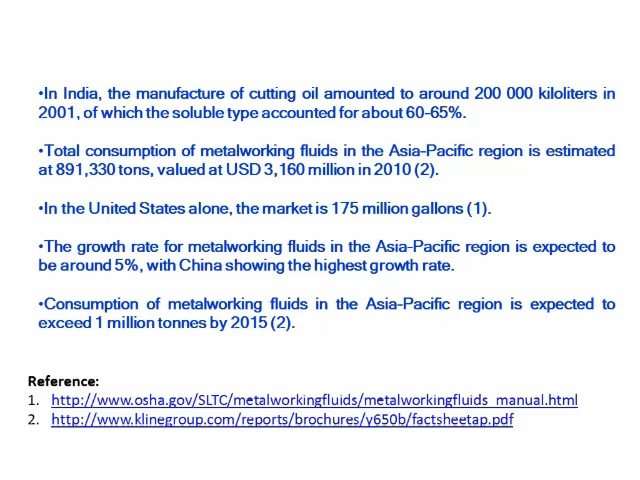 •In India, the manufacture of cutting oil amounted to around 200 000 kiloliters in
2001, of which the soluble type accounted for about 60-65%.
•Total consumption of metalworking fluids in the Asia-Pacific region is estimated
at 891,330 tons, valued at USD 3,160 million in 2010 (2).
•In the United States alone, the market is 175 million gallons (1).
•The growth rate for metalworking fluids in the Asia-Pacific region is expected to
be around 5%, with China showing the highest growth rate.
•Consumption of metalworking fluids in the Asia-Pacific region is expected to
exceed 1 million tonnes by 2015 (2).
Reference:
1. http://www.osha.gov/SLTC/metalworkingfluids/metalworkingfluids_manual.html
2. http://www.klinegroup.com/reports/brochures/y650b/factsheetap.pdf